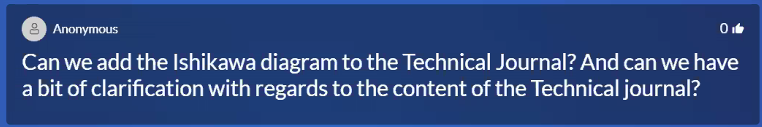 Anonymous
0
Can we add the Ishikawa diagram to the Technical Journal? And can we have
a bit of clarification with regards to the content of the Technical journal?